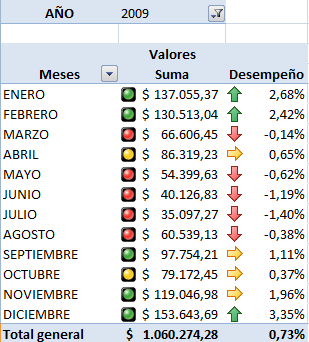 AÑO 2009
Valores
Meses Suma Desempeño
ENERO $ 137.055,37 2,68%
FEBRERO $ 130.513,04 2,42%
MARZO $ 66.606,45 -0,14%
ABRIL $ 86.319,23 0,65%
MAYO $ 54.399,63 -0,62%
JUNIO $ 40.126,83 -1,19%
JULIO $ 35.097,27 -1,40%
AGOSTO $ 60.539,13 -0,38%
SEPTIEMBRE $ 97.754,21 1,11%
OCTUBRE $ 79.172,45 0,37%
NOVIEMBRE $ 119.046,98 1,96%
DICIEMBRE $ 153.643,69 3,35%
Total general $ 1.060.274,28 0,73%